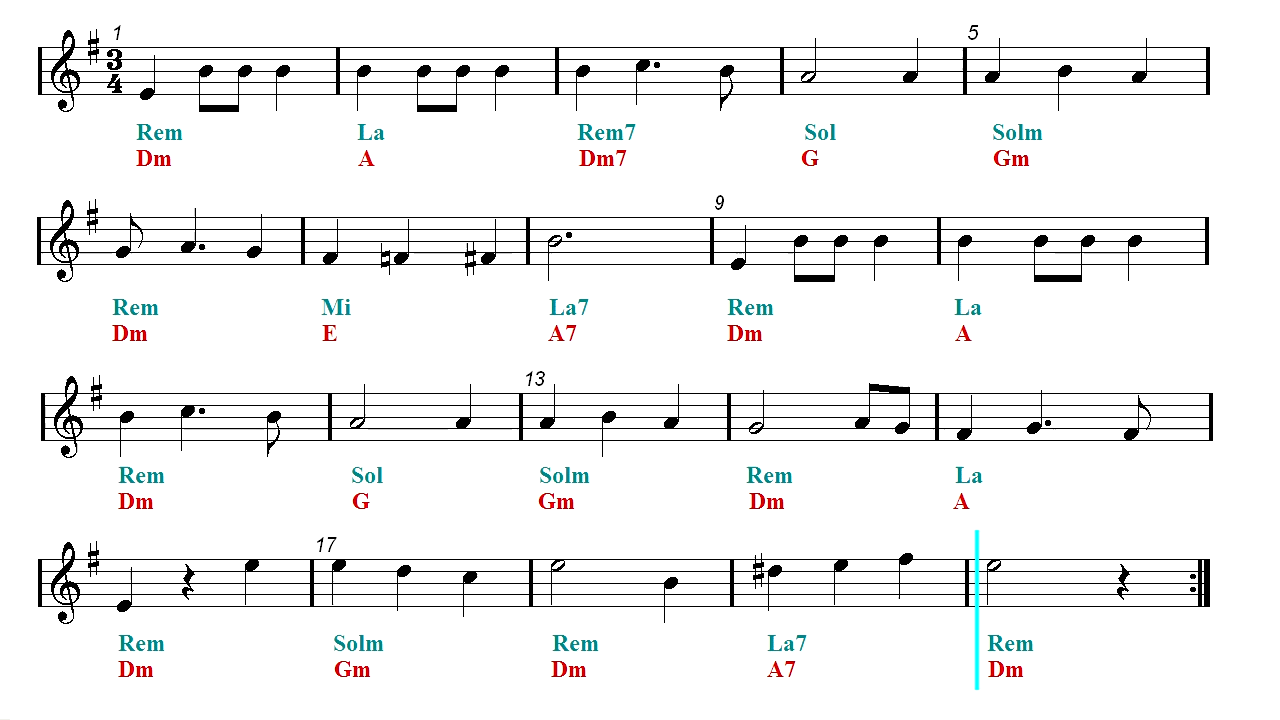 1 5
3
4
Rem La Rem7 Sol Solm
Dm A Dm7 G Gm
9
Rem Mi La7 Rem La
Dm E A7 Dm A
13
Rem Sol Solm Rem La
Dm G Gm Dm A
17
Rem Solm Rem La7 Rem
Dm Gm Dm A7 Dm